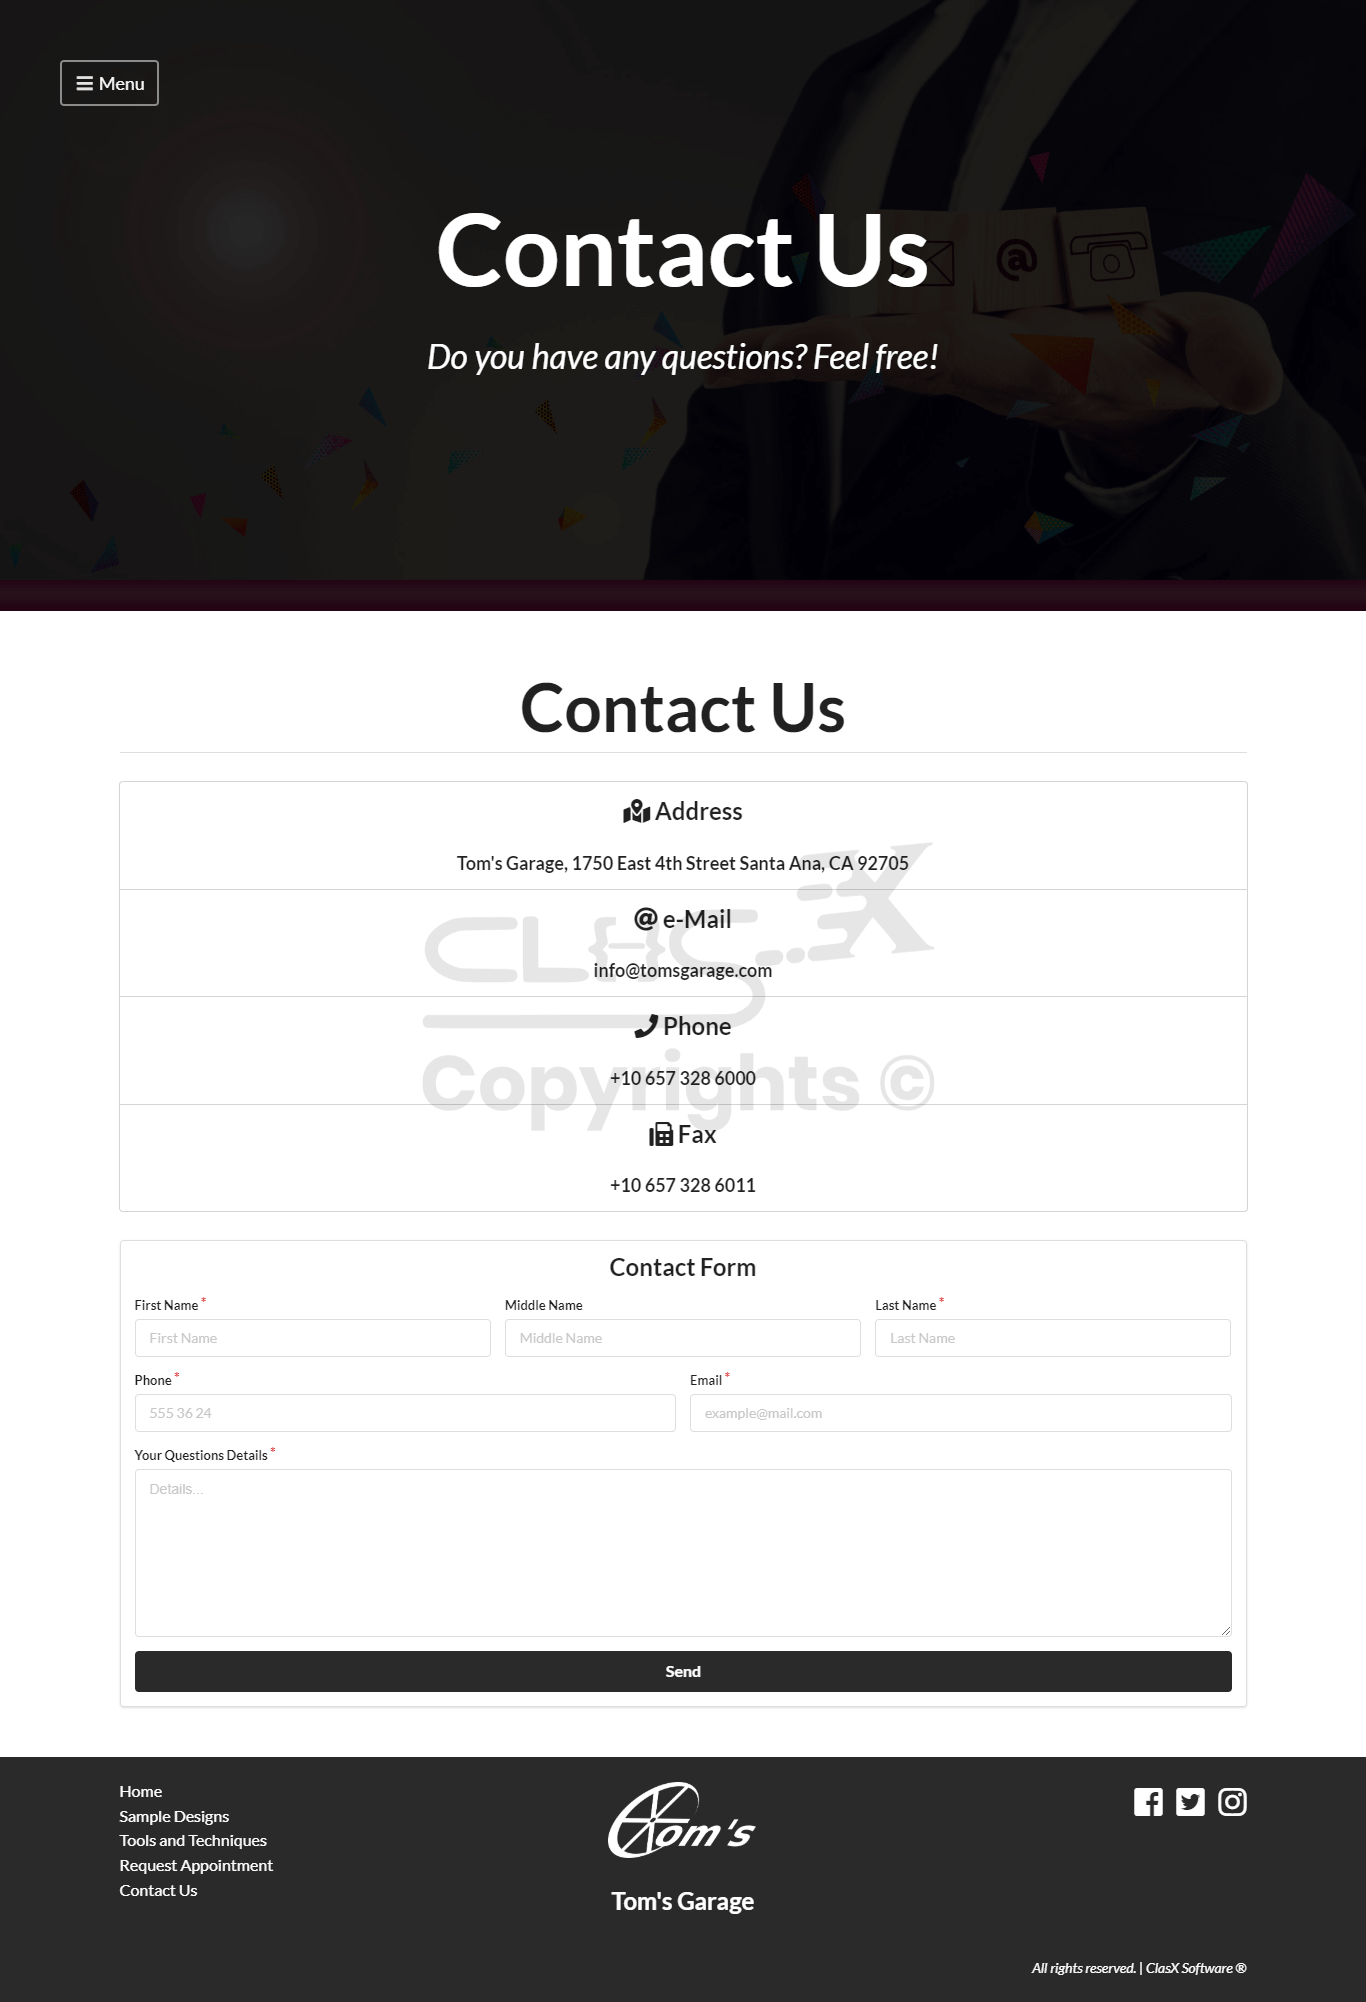 Menu
Contact Us
@
Do you have any questions? Feel free!
Contact Us
Address
Tom's Garage, 1750 East 4th Street Santa Ana, CA 92705
e-Mail
info@tomsgarage.com
Phone
+10 657 328 6000
Fax
+10 657 328 6011
CLAS...X
Copyrights ©
Contact Form
First Name * Middle Name Last Name *
First Name Middle Name Last Name
Phone * Email *
555 36 24 example@mail.com
Your Questions Details *
Details...
Send
Home
Sample Designs
Tools and Techniques
Request Appointment
Contact Us
Tom's
Tom's Garage
All rights reserved. | ClasX Software ®